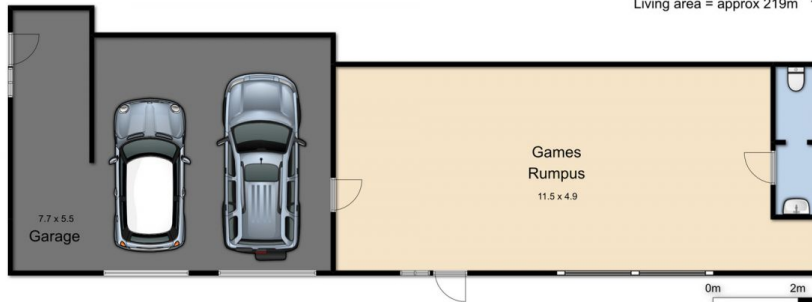 Living area = approx 219m
Games
Rumpus
11.5 x 4.9
7.7 x 5.5
Garage
0m 2m